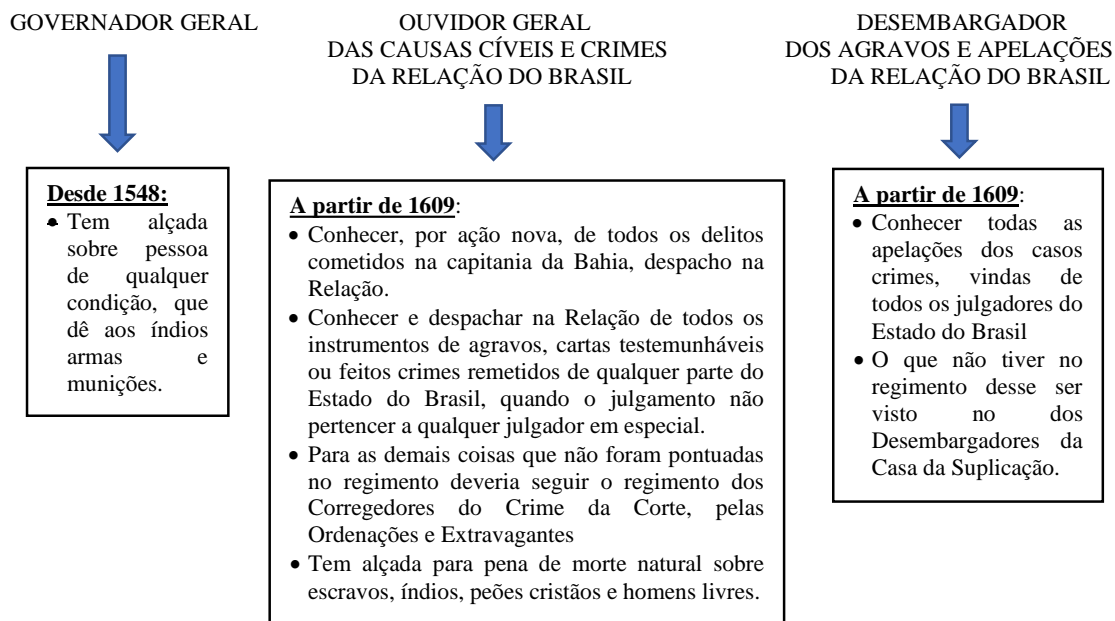 GOVERNADOR GERAL
OUVIDOR GERAL
DAS CAUSAS CÍVEIS E CRIMES
DA RELAÇÃO DO BRASIL
DESEMBARGADOR
DOS AGRAVOS E APELAÇÕES
DA RELAÇÃO DO BRASIL
Desde 1548:
• Tem alçada
sobre pessoa
de qualquer
condição, que
dê aos índios
armas e
munições.
A partir de 1609:
• Conhecer, por ação nova, de todos os delitos
cometidos na capitania da Bahia, despacho na
Relação.
• Conhecer e despachar na Relação de todos os
instrumentos de agravos, cartas testemunháveis
ou feitos crimes remetidos de qualquer parte do
Estado do Brasil, quando o julgamento não
pertencer a qualquer julgador em especial.
• Para as demais coisas que não foram pontuadas
no regimento deveria seguir o regimento dos
Corregedores do Crime da Corte, pelas
Ordenações e Extravagantes
• Tem alçada para pena de morte natural sobre
escravos, índios, peões cristãos e homens livres.
A partir de 1609:
• Conhecer todas as
apelações dos casos
crimes, vindas de
todos os julgadores do
Estado do Brasil
• O que não tiver no
regimento desse ser
visto no dos
Desembargadores da
Casa da Suplicação.